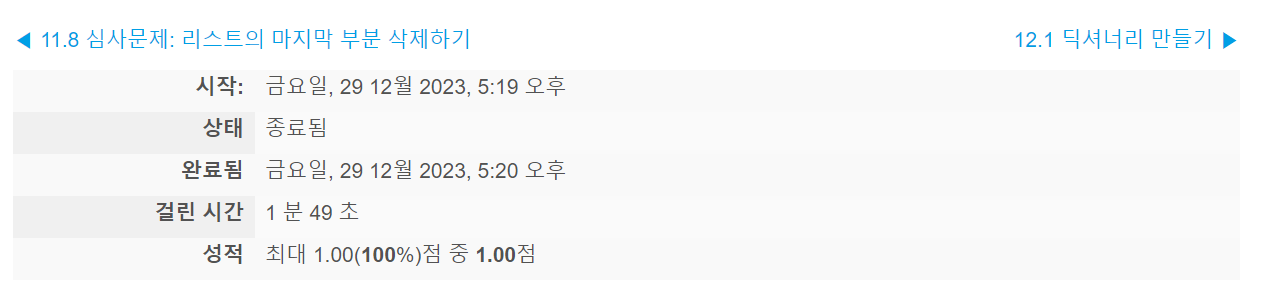 ◀ 11.8 심사문제: 리스트의 마지막 부분 삭제하기 12.1 딕셔너리 만들기 ▶
시작: 금요일, 29 12월 2023, 5:19 오후
상태 종료됨
완료됨 금요일, 29 12월 2023, 5:20 오후
걸린 시간 1 분 49 초
성적 최대 1.00(100%)점 중 1.00점